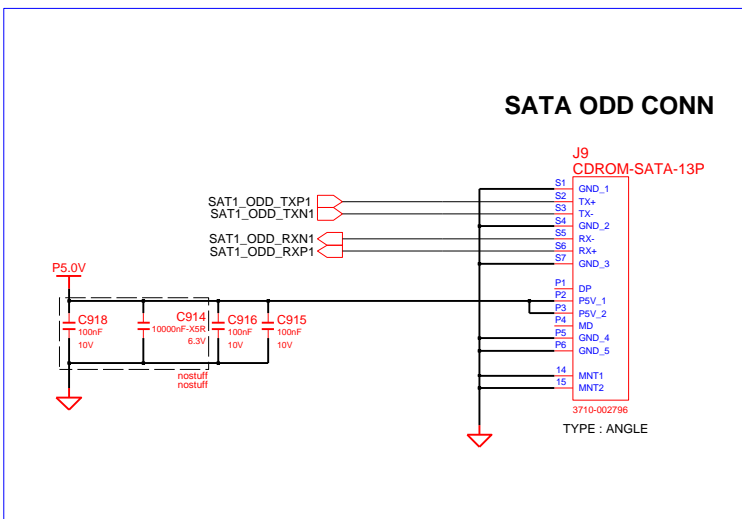 SATA ODD CONN
J9
CDROM-SATA-13P
S1 GND_1
SAT1_ODD_TXP1 S2 TX+
SAT1_ODD_TXN1 S3 TX-
S4 GND_2
SAT1_ODD_RXN1 S5 RX-
SAT1_ODD_RXP1 S6 RX+
S7 GND_3
P5.0V
P1 DP
P2 P5V_1
P3 P5V_2
P4 MD
P5 GND_4
P6 GND_5
14 MNT1
15 MNT2
C918 C914 C916 C915
100nF 10000nF-X5R 100nF 100nF
10V 6.3V 10V 10V
nostuff
nostuff
3710-002796
TYPE : ANGLE